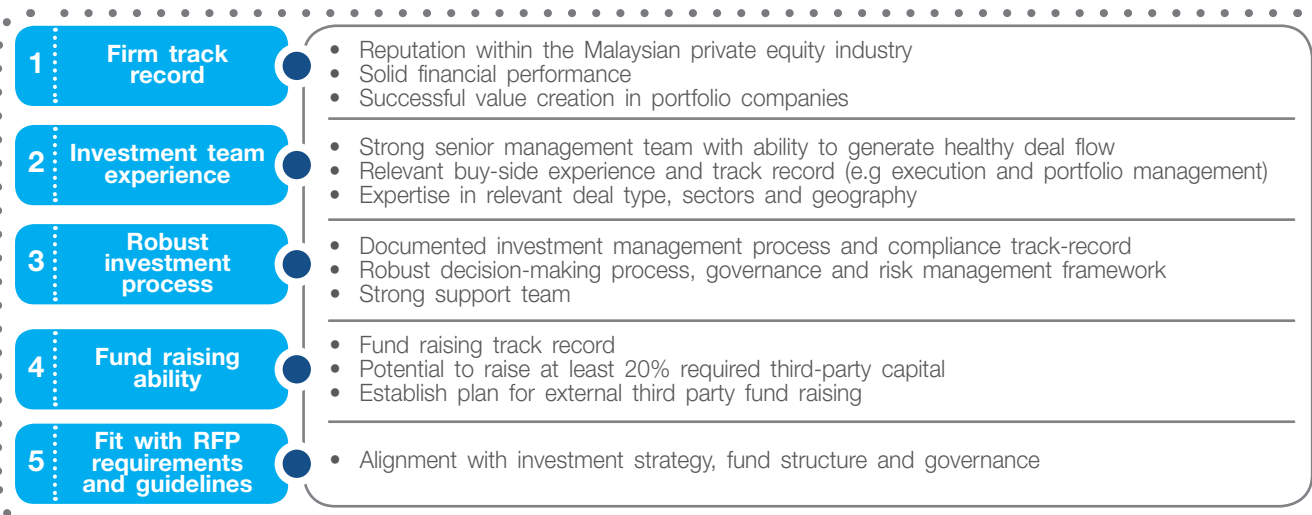 1
Firm track
record
• Reputation within the Malaysian private equity industry
• Solid financial performance
• Successful value creation in portfolio companies
2
Investment team
experience
• Strong senior management team with ability to generate healthy deal flow
• Relevant buy-side experience and track record (e.g execution and portfolio management)
• Expertise in relevant deal type, sectors and geography
3
Robust
investment
process
• Documented investment management process and compliance track-record
• Robust decision-making process, governance and risk management framework
• Strong support team
4
Fund raising
ability
• Fund raising track record
• Potential to raise at least 20% required third-party capital
• Establish plan for external third party fund raising
5
Fit with RFP
requirements
and guidelines
• Alignment with investment strategy, fund structure and governance